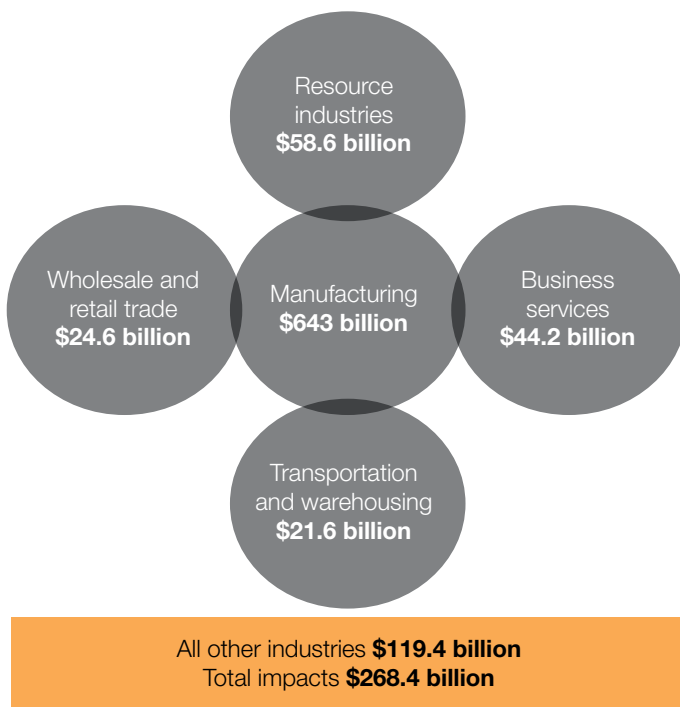 Resource
industries
$58.6 billion
Wholesale and
retail trade
$24.6 billion
Manufacturing
$643 billion
Business
services
$44.2 billion
Transportation
and warehousing
$21.6 billion
All other industries $119.4 billion
Total impacts $268.4 billion